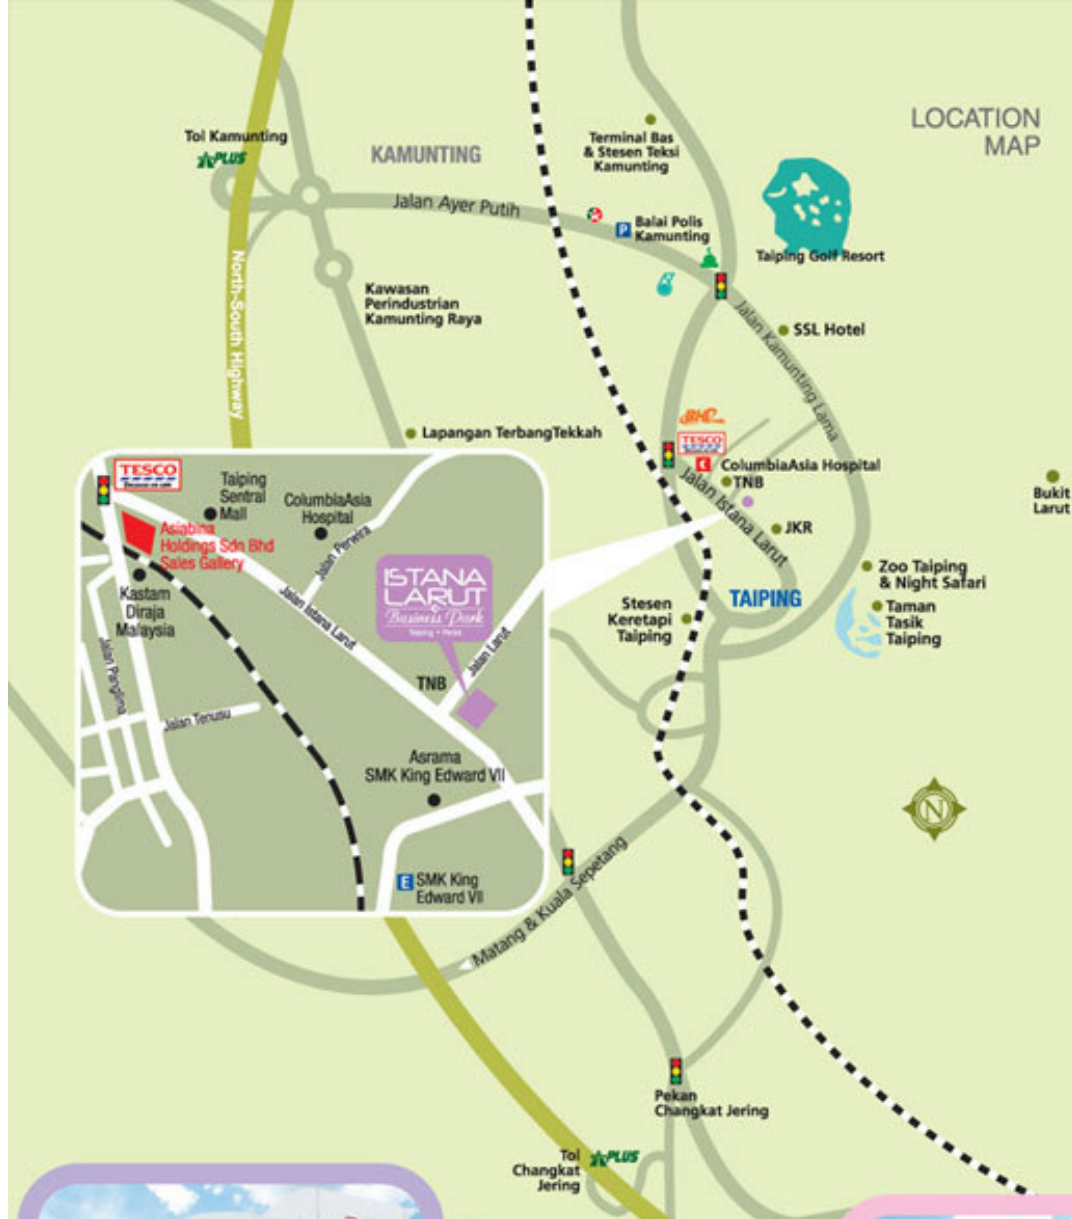 LOCATION
MAP
Tol Kamunting
PLUS
KAMUNTING
Terminal Bas
& Stesen Teksi
Kamunting
Jalan Ayer Putih
P
Balai Polis
Kamunting
Taiping Golf Resort
North-South Highway
Kawasan
Perindustrian
Kamunting Raya
Jalan Kamunting Lama
SSL Hotel
Lapangan TerbangTekkah
TESCO
ColumbiaAsia Hospital
TNB
Jalan Istana Larut
JKR
Bukit
Larut
Zoo Taiping
& Night Safari
TAIPING
Stesen
Keretapi
Taiping
Taman
Tasik
Taiping
TESCO
Taiping
Sentral
Mall
ColumbiaAsia
Hospital
Asiabina
Holdings Sdn Bhd
Sales Gallery
Jalan Perwira
Kastam
Diraja
Malaysia
Jalan Istana Larut
ISTANA
LARUT
Business Park
Taiping • Perak
Jalan Larut
Jalan Panglima
TNB
Jalan Tenusu
Asrama
SMK King Edward VII
E
SMK King
Edward VII
N
Matang & Kuala Sepetang
Pekan
Changkat Jering
Tol
Changkat
Jering
PLUS